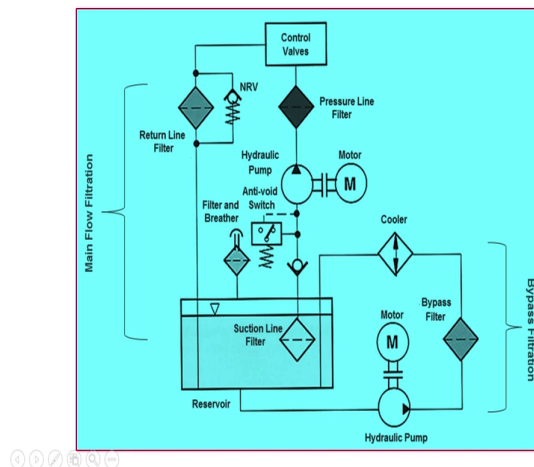 Control
Valves
NRV
Return Line
Filter
Pressure Line
Filter
Hydraulic
Pump
Motor
M
Anti-void
Switch
Filter and
Breather
Cooler
Main Flow Filtration
Suction Line
Filter
Motor
M
Bypass
Filter
Bypass Filtration
Reservoir
Hydraulic Pump